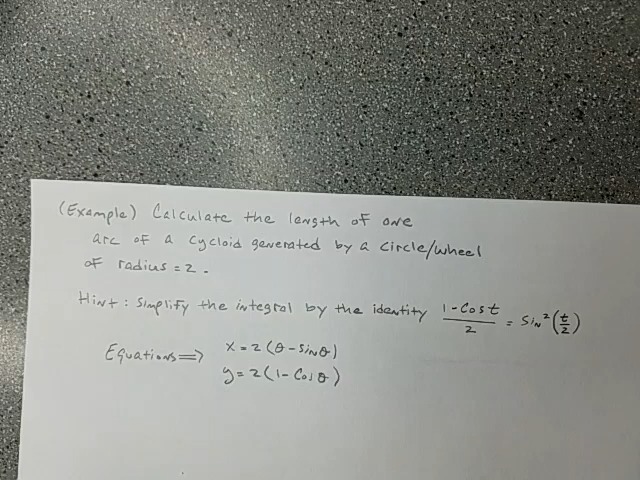 (Example) Calculate the length of one
arc of a cycloid generated by a circle/wheel
of radius = 2.
Hint: Simplify the integral by the identity (1-Cos t)/2 = Sin²(t/2)
Equations ⟹ x = 2(θ - Sinθ)
y = 2(1 - Cosθ)